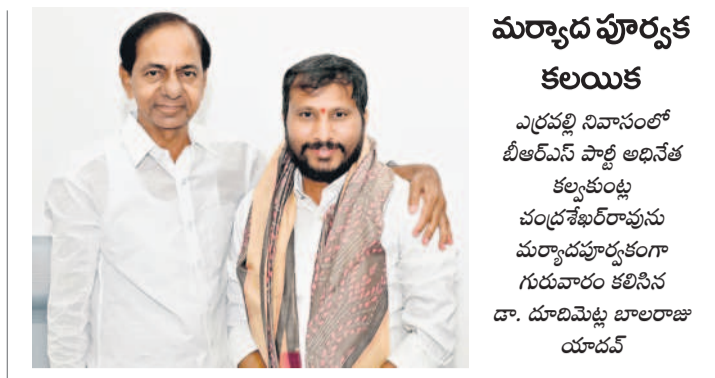 మర్యాద పూర్వక
కలయిక
ఎర్రవల్లి నివాసంలో
బీఆర్ఎస్ పార్టీ అధినేత
కల్వకుంట్ల
చంద్రశేఖర్‌రావును
మర్యాదపూర్వకంగా
గురువారం కలిసిన
డా. దూదిమెట్ల బాలరాజు
యాదవ్